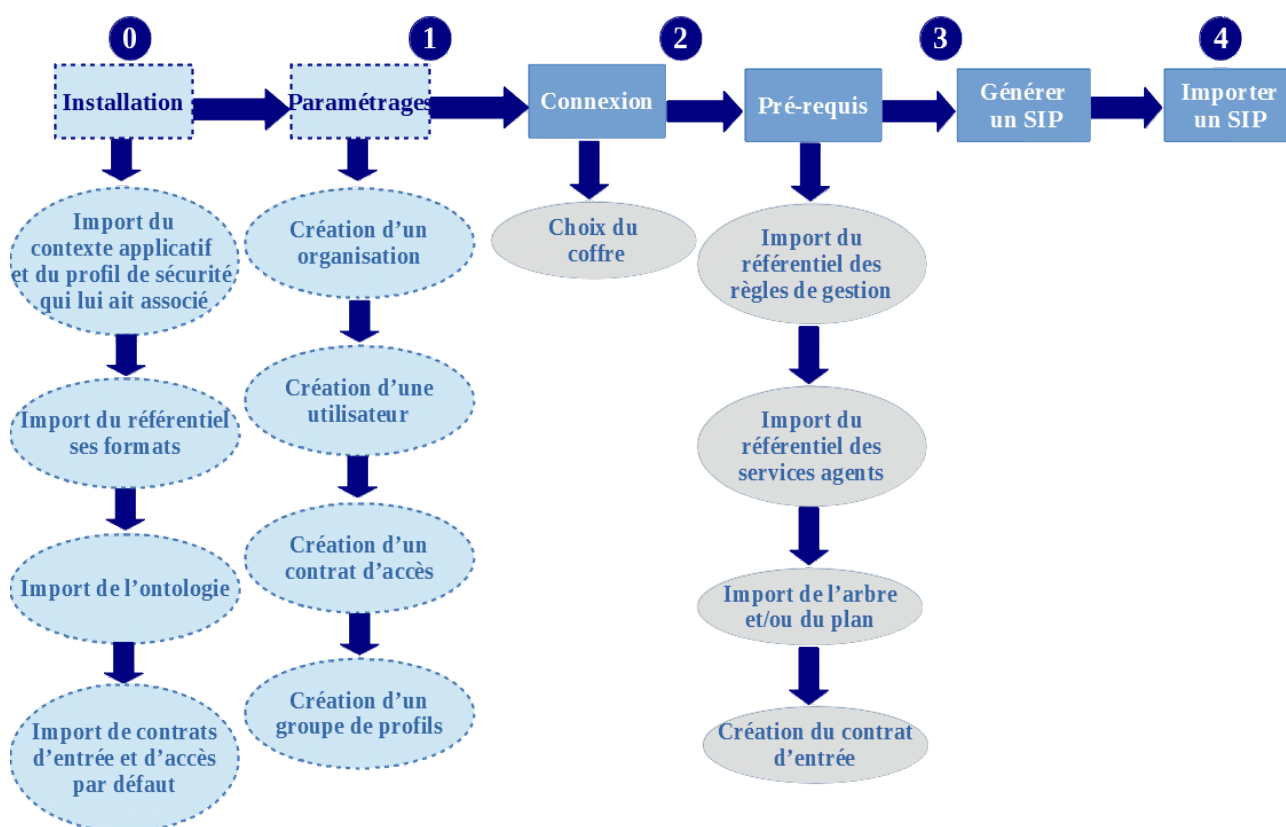 0
1
2
3
4
Installation
Paramétrages
Connexion
Pré-requis
Générer
un SIP
Importer
un SIP
Import du
contexte applicatif
et du profil de sécurité
qui lui ait associé
Import du référentiel
ses formats
Import de l’ontologie
Import de contrats
d’entrée et d’accès
par défaut
Création d’un
organisation
Création d’une
utilisateur
Création d’un
contrat d’accès
Création d’un
groupe de profils
Choix du
coffre
Import du
référentiel des
règles de gestion
Import du
référentiel des
services agents
Import de l’arbre
et/ou du plan
Création du contrat
d’entrée